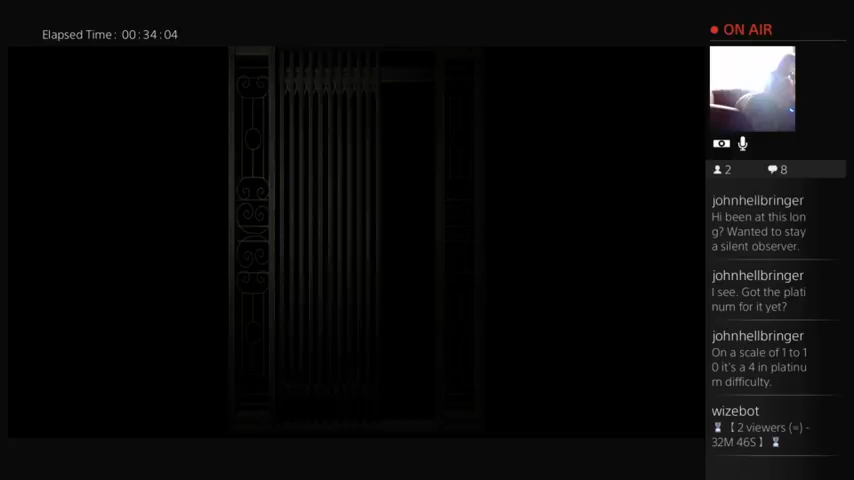 Elapsed Time: 00:34:04
ON AIR
2 8
johnhellbringer
Hi been at this lon
g? Wanted to stay
a silent observer.
johnhellbringer
I see. Got the plati
num for it yet?
johnhellbringer
On a scale of 1 to 1
0 it's a 4 in platinu
m difficulty.
wizebot
⌛【 2 viewers (=) -
32M 46S 】 ⌛